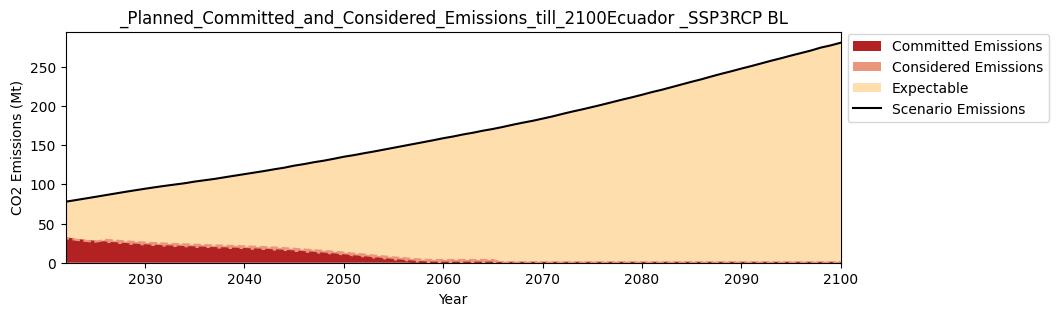 _Planned_Committed_and_Considered_Emissions_till_2100Ecuador _SSP3RCP BL
Committed Emissions
Considered Emissions
Expectable
Scenario Emissions
CO2 Emissions (Mt)
250
200
150
100
50
0
2030 2040 2050 2060 2070 2080 2090 2100
Year